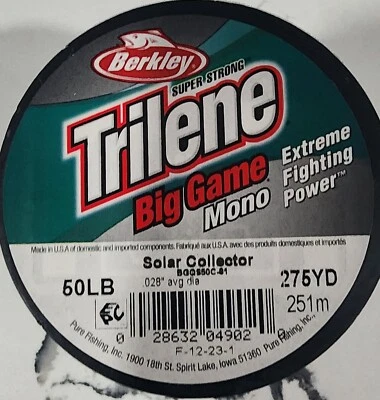 Berkley
SUPER STRONG
Trilene
Big Game
Mono
Extreme
Fighting
Power™
Made in U.S.A of domestic and imported components. Fabriqué aux U.S.A. avec des produits domestiques et importés
Solar Collector
BGQS50C-81
50LB
.028" avg dia
275YD
251m
0 28632 04902
F-12-23-1
Pure Fishing, Inc. 1900 18th St. Spirit Lake, Iowa 51360 Pure Fishing, Inc.,